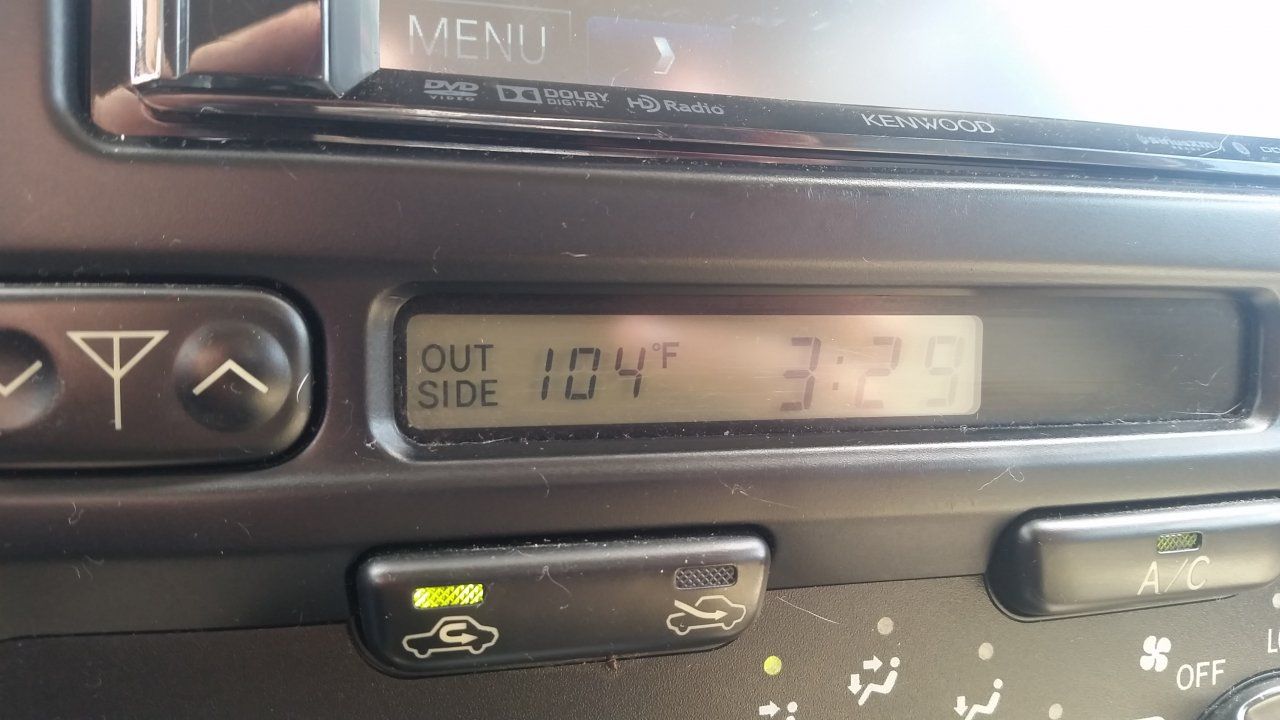 MENU
DVD VIDEO
DOLBY DIGITAL
HD Radio
KENWOOD
OUT SIDE
104°F
3:29
A/C
OFF